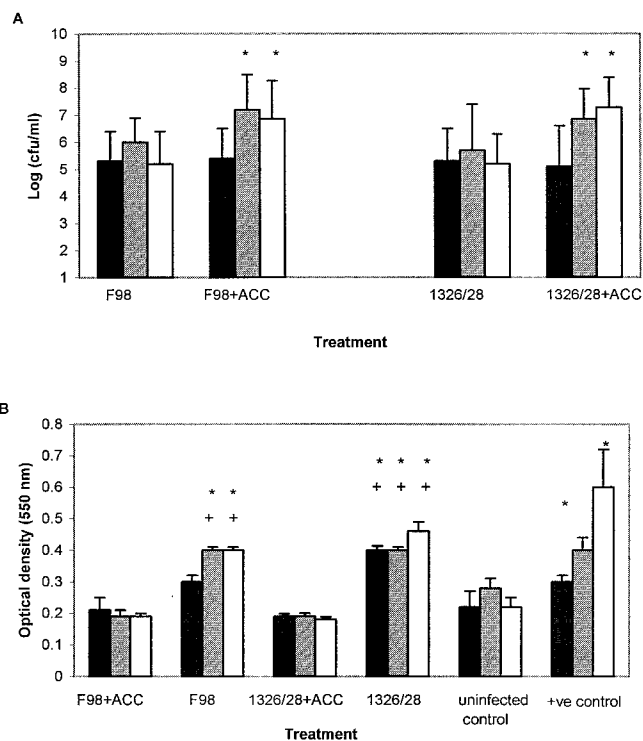 A
Log (cfu/ml)
10
9
8
7
6
5
4
3
2
1
* * * *
F98 F98+ACC 1326/28 1326/28+ACC
Treatment
B
Optical density (550 nm)
0.8
0.7
0.6
0.5
0.4
0.3
0.2
0.1
0
* * * * * * *
+ + + + +
F98+ACC F98 1326/28+ACC 1326/28 uninfected +ve control
control
Treatment